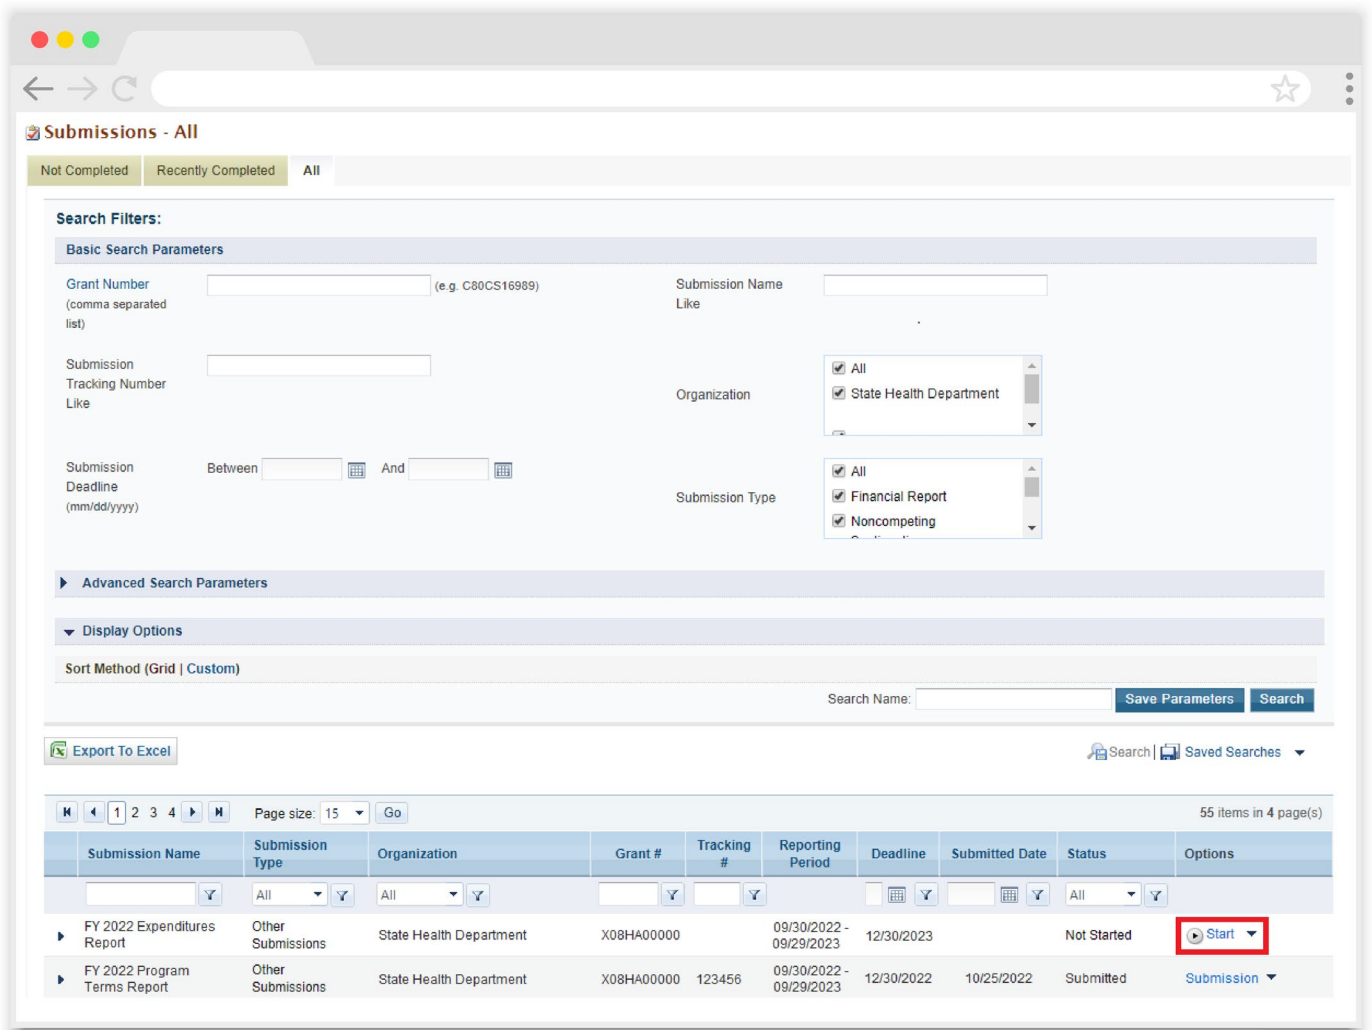 Submissions - All
Not Completed Recently Completed All
Search Filters:
Basic Search Parameters
Grant Number (e.g. C80CS16989) Submission Name
(comma separated Like
list)
Submission
Tracking Number
Like
Organization
All
State Health Department
Submission Between And
Deadline
(mm/dd/yyyy)
Submission Type
All
Financial Report
Noncompeting
Advanced Search Parameters
Display Options
Sort Method (Grid | Custom)
Search Name: Save Parameters Search
Export To Excel Search | Saved Searches
1 2 3 4 Page size: 15 Go 55 items in 4 page(s)
Submission Name Submission Type Organization Grant # Tracking # Reporting Period Deadline Submitted Date Status Options
All All All
FY 2022 Expenditures Report Other Submissions State Health Department X08HA00000 09/30/2022 - 09/29/2023 12/30/2023 Not Started Start
FY 2022 Program Terms Report Other Submissions State Health Department X08HA00000 123456 09/30/2022 - 09/29/2023 12/30/2022 10/25/2022 Submitted Submission